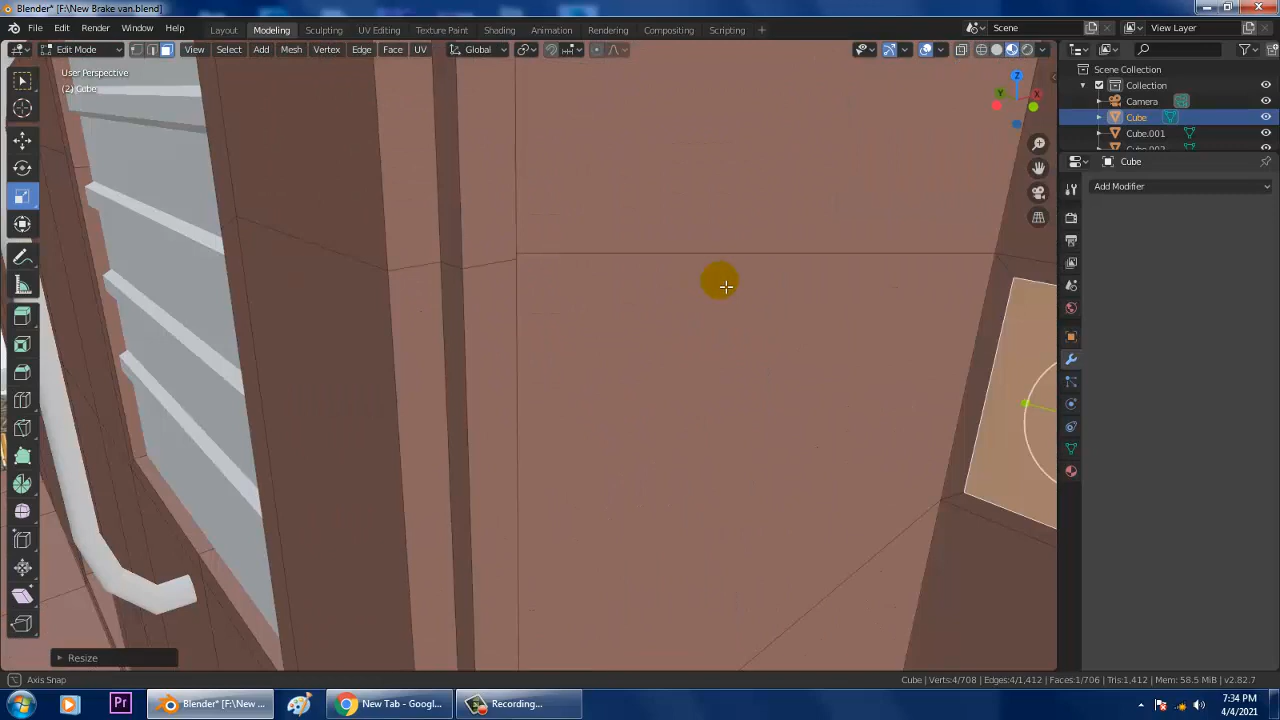 Blender* [F:\New Brake van.blend]
File Edit Render Window Help Layout Modeling Sculpting UV Editing Texture Paint Shading Animation Rendering Compositing Scripting + Scene View Layer
Edit Mode View Select Add Mesh Vertex Edge Face UV Global
User Perspective
(2) Cube
Z
Y
X
Scene Collection
Collection
Camera
Cube
Cube.001
Cube
Add Modifier
Resize
Axis Snap
Cube | Verts:4/708 | Edges:4/1,412 | Faces:1/706 | Tris:1,412 | Mem: 58.5 MiB | v2.82.7
Pr
Blender* [F:\New ...
New Tab - Googl...
Recording...
7:34 PM
4/4/2021